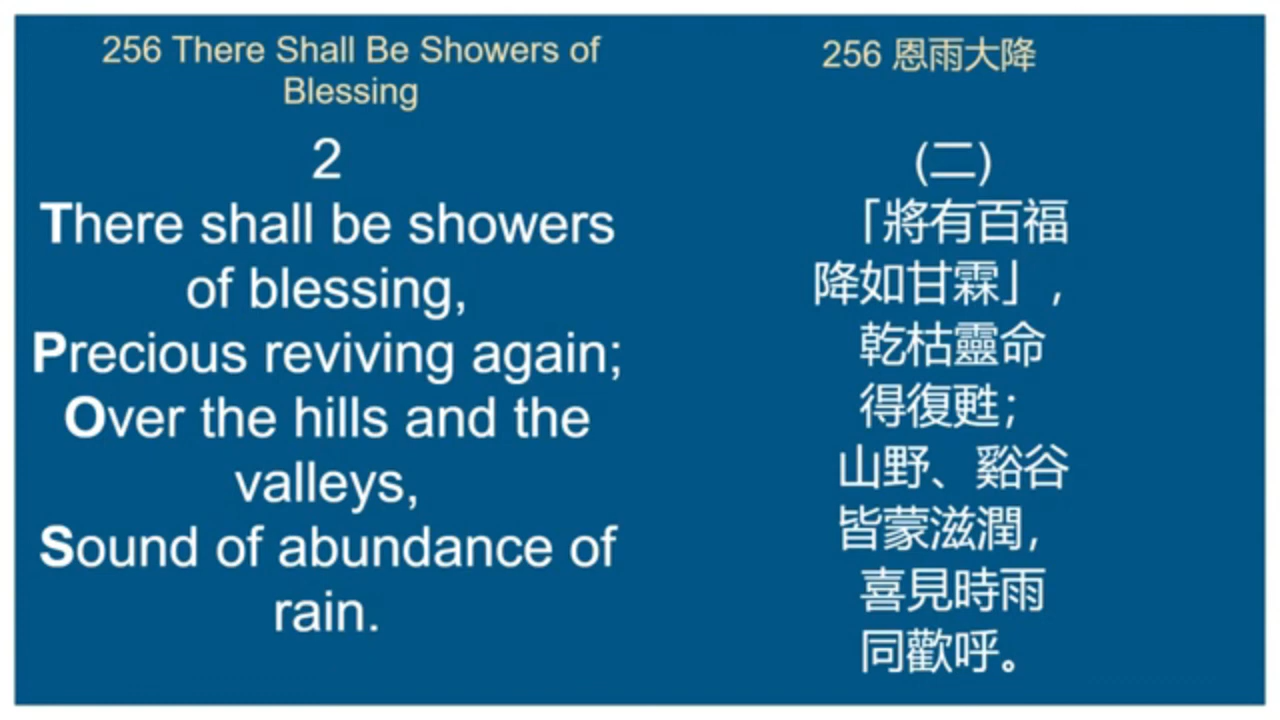 256 There Shall Be Showers of
Blessing
2
There shall be showers
of blessing,
Precious reviving again;
Over the hills and the
valleys,
Sound of abundance of
rain.
256 恩雨大降
(二)
「將有百福
降如甘霖」,
乾枯靈命
得復甦;
山野、谿谷
皆蒙滋潤,
喜見時雨
同歡呼。